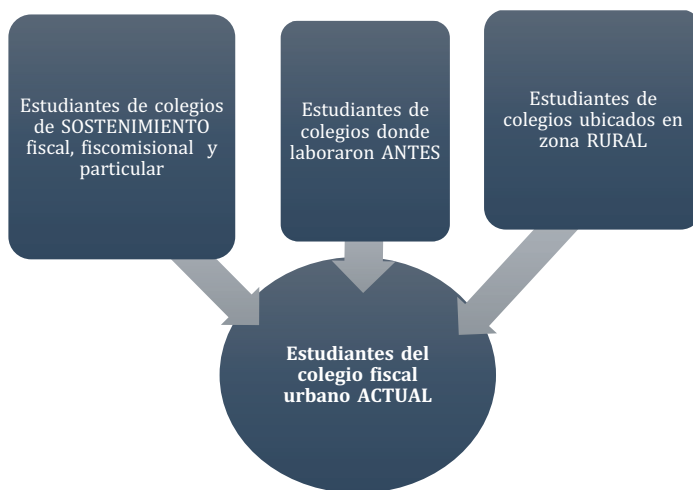 Estudiantes de colegios
de SOSTENIMIENTO
fiscal, fiscomisional y
particular
Estudiantes de
colegios donde
laboraron ANTES
Estudiantes de
colegios ubicados en
zona RURAL
Estudiantes del
colegio fiscal
urbano ACTUAL